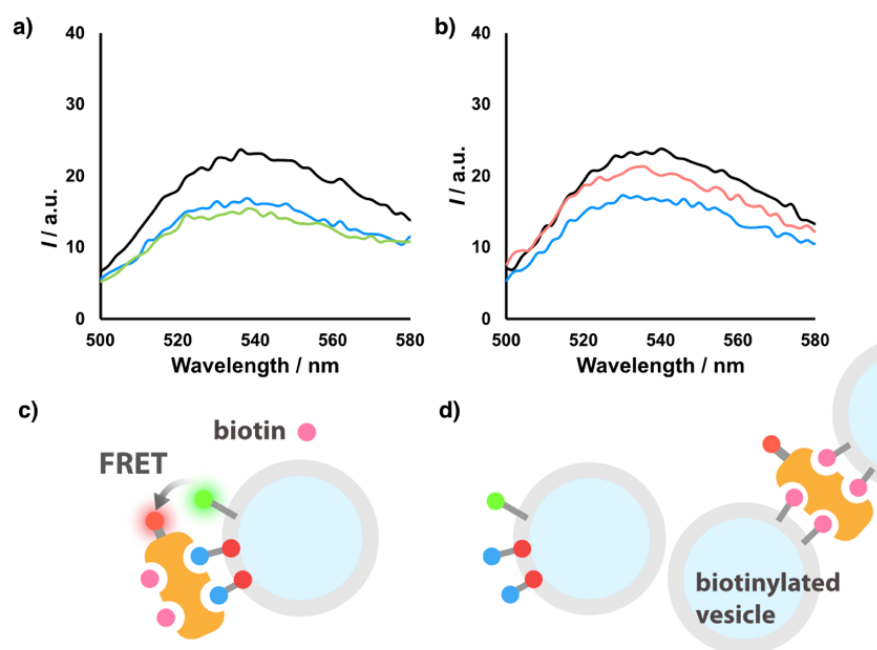 a)
40
30
20
10
0
I / a.u.
500 520 540 560 580
Wavelength / nm
b)
40
30
20
10
0
I / a.u.
500 520 540 560 580
Wavelength / nm
c)
biotin
FRET
d)
biotinylated
vesicle